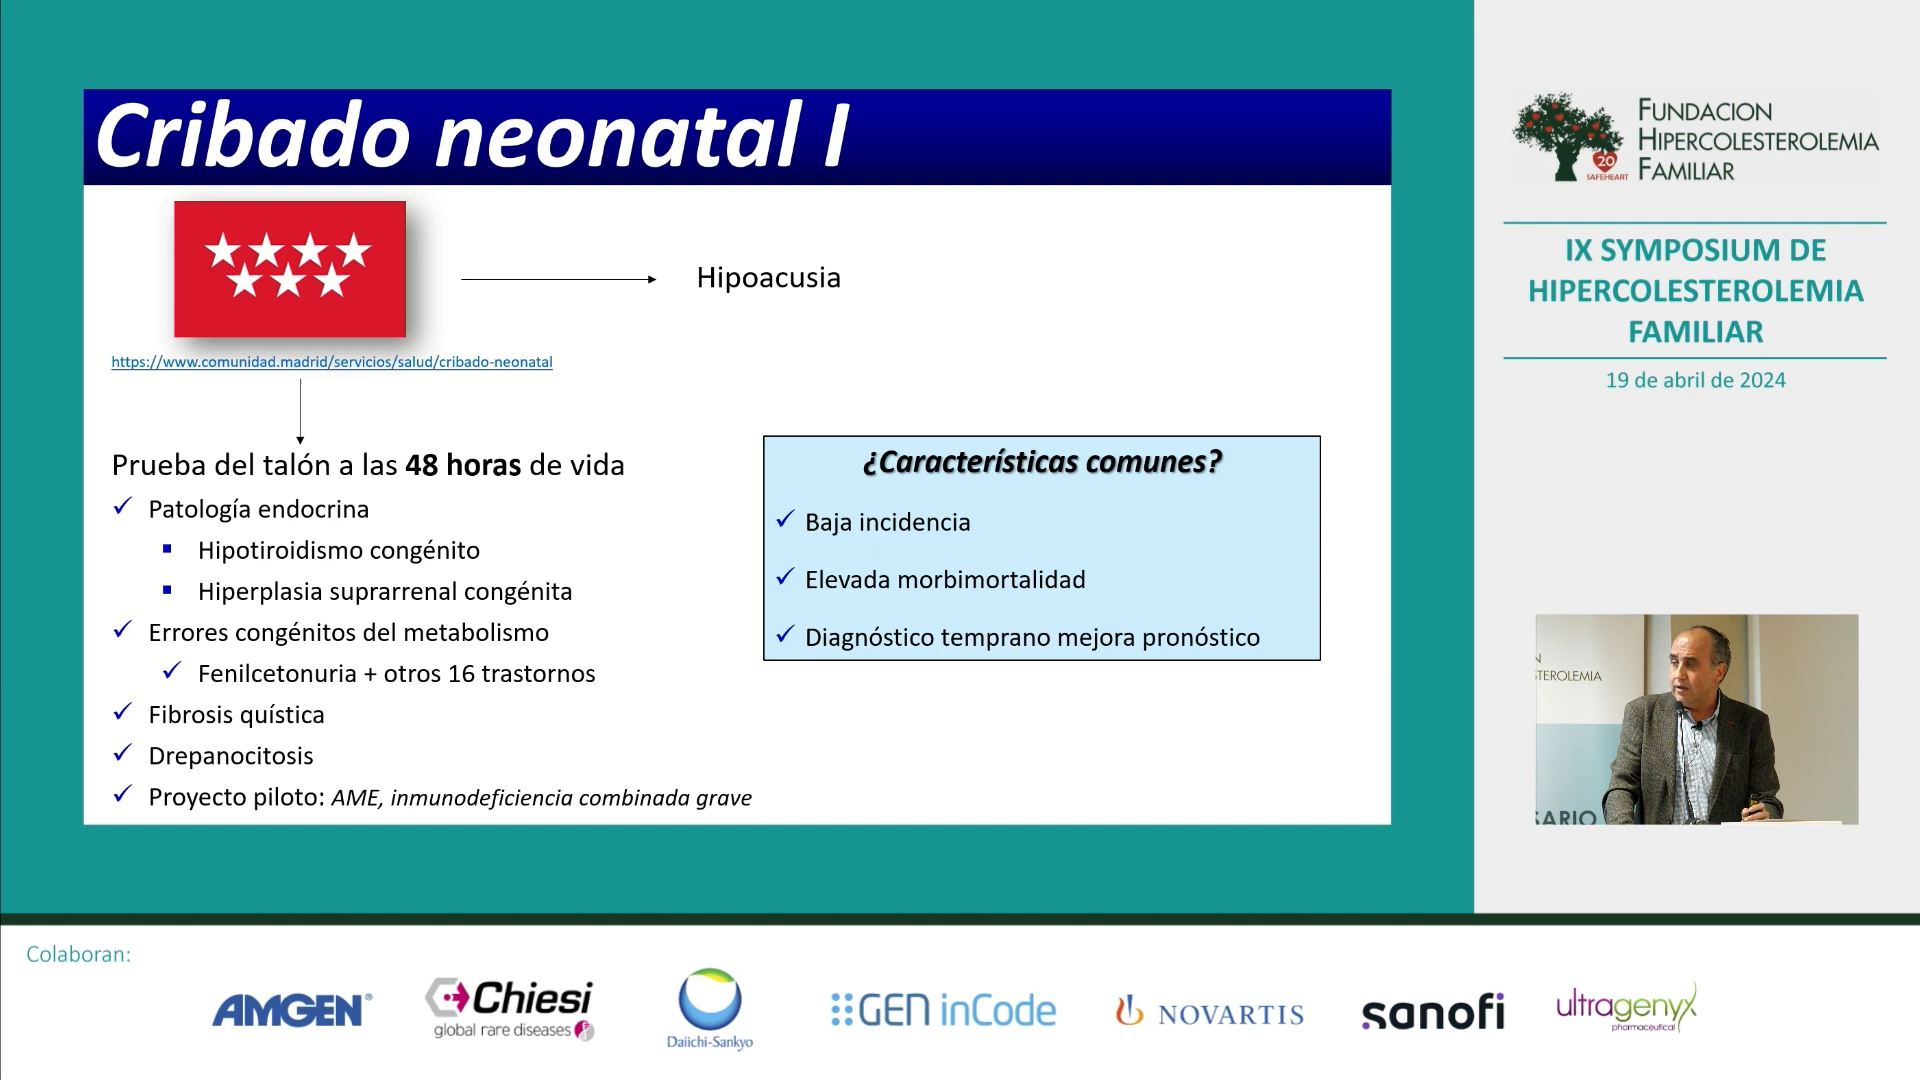 Cribado neonatal I
Hipoacusia
https://www.comunidad.madrid/servicios/salud/cribado-neonatal
Prueba del talón a las 48 horas de vida
Patología endocrina
Hipotiroidismo congénito
Hiperplasia suprarrenal congénita
Errores congénitos del metabolismo
Fenilcetonuria + otros 16 trastornos
Fibrosis quística
Drepanocitosis
Proyecto piloto: AME, inmunodeficiencia combinada grave
¿Características comunes?
Baja incidencia
Elevada morbimortalidad
Diagnóstico temprano mejora pronóstico
FUNDACION
HIPERCOLESTEROLEMIA
FAMILIAR
20
SAFEHEART
IX SYMPOSIUM DE
HIPERCOLESTEROLEMIA
FAMILIAR
19 de abril de 2024
N
TEROLEMIA
SARIO
Colaboran:
AMGEN®
Chiesi
global rare diseases
Daiichi-Sankyo
GEN inCode
NOVARTIS
sanofi
ultragenyx
pharmaceutical